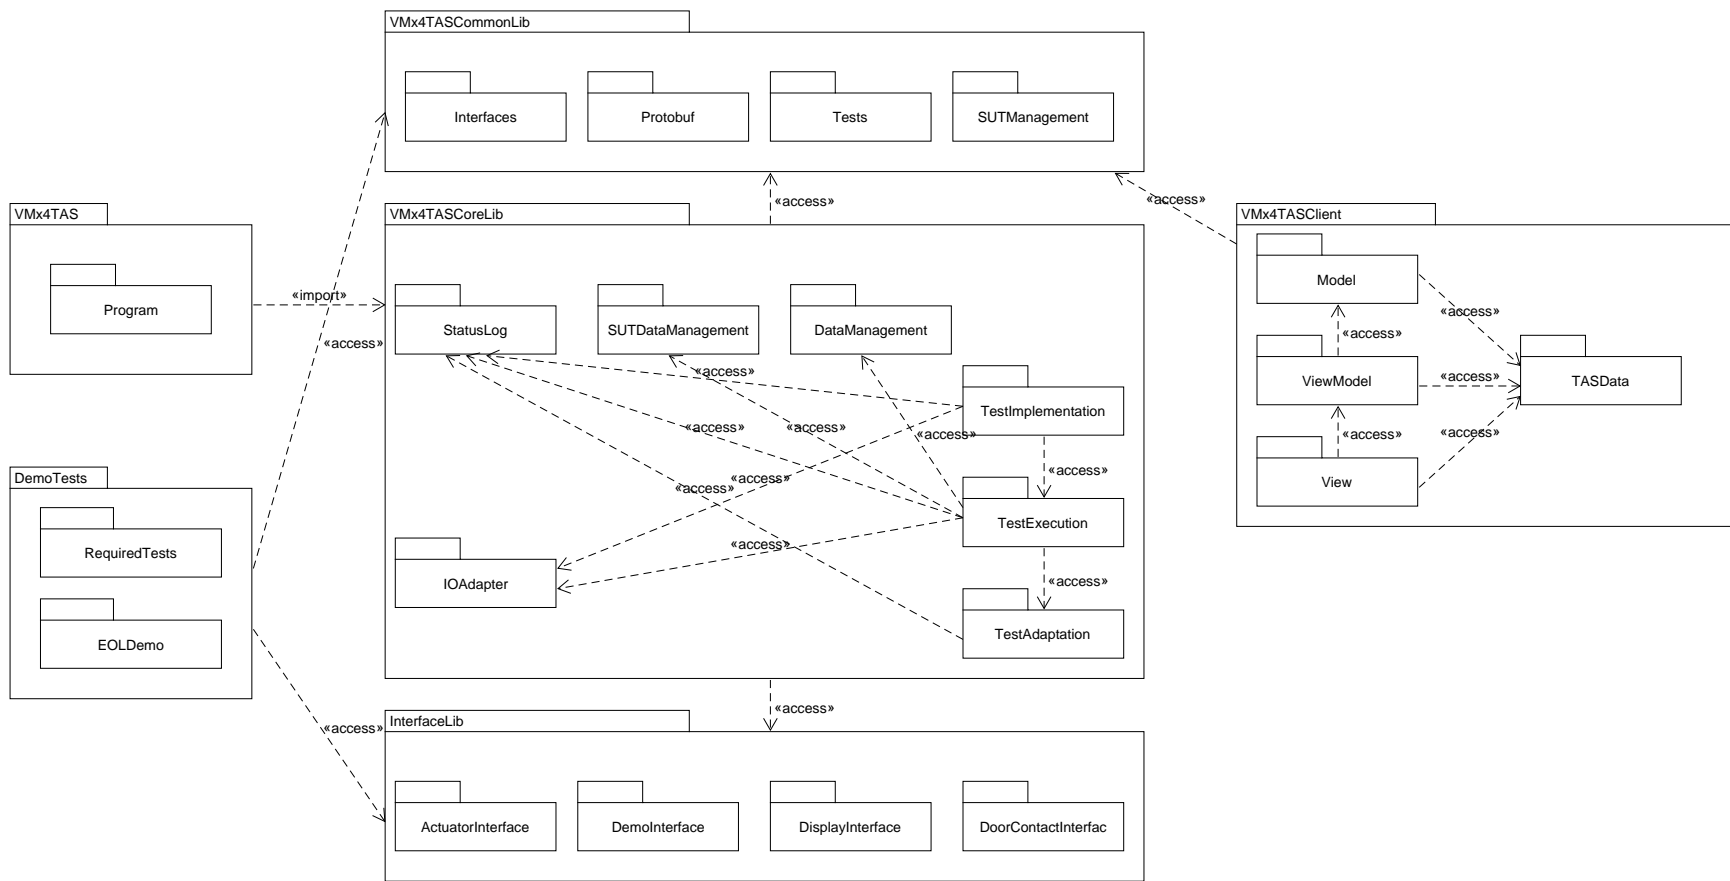 VMx4TASCommonLib
Interfaces
Protobuf
Tests
SUTManagement
«access»
«access»
VMx4TAS
Program
«import»
«access»
VMx4TASCoreLib
StatusLog
SUTDataManagement
DataManagement
«access»
«access»
«access»
«access»
TestImplementation
«access»
«access»
«access»
TestExecution
«access»
«access»
IOAdapter
TestAdaptation
VMx4TASClient
Model
«access»
«access»
ViewModel
«access»
TASData
«access»
«access»
View
DemoTests
RequiredTests
EOLDemo
«access»
«access»
InterfaceLib
ActuatorInterface
DemoInterface
DisplayInterface
DoorContactInterfac